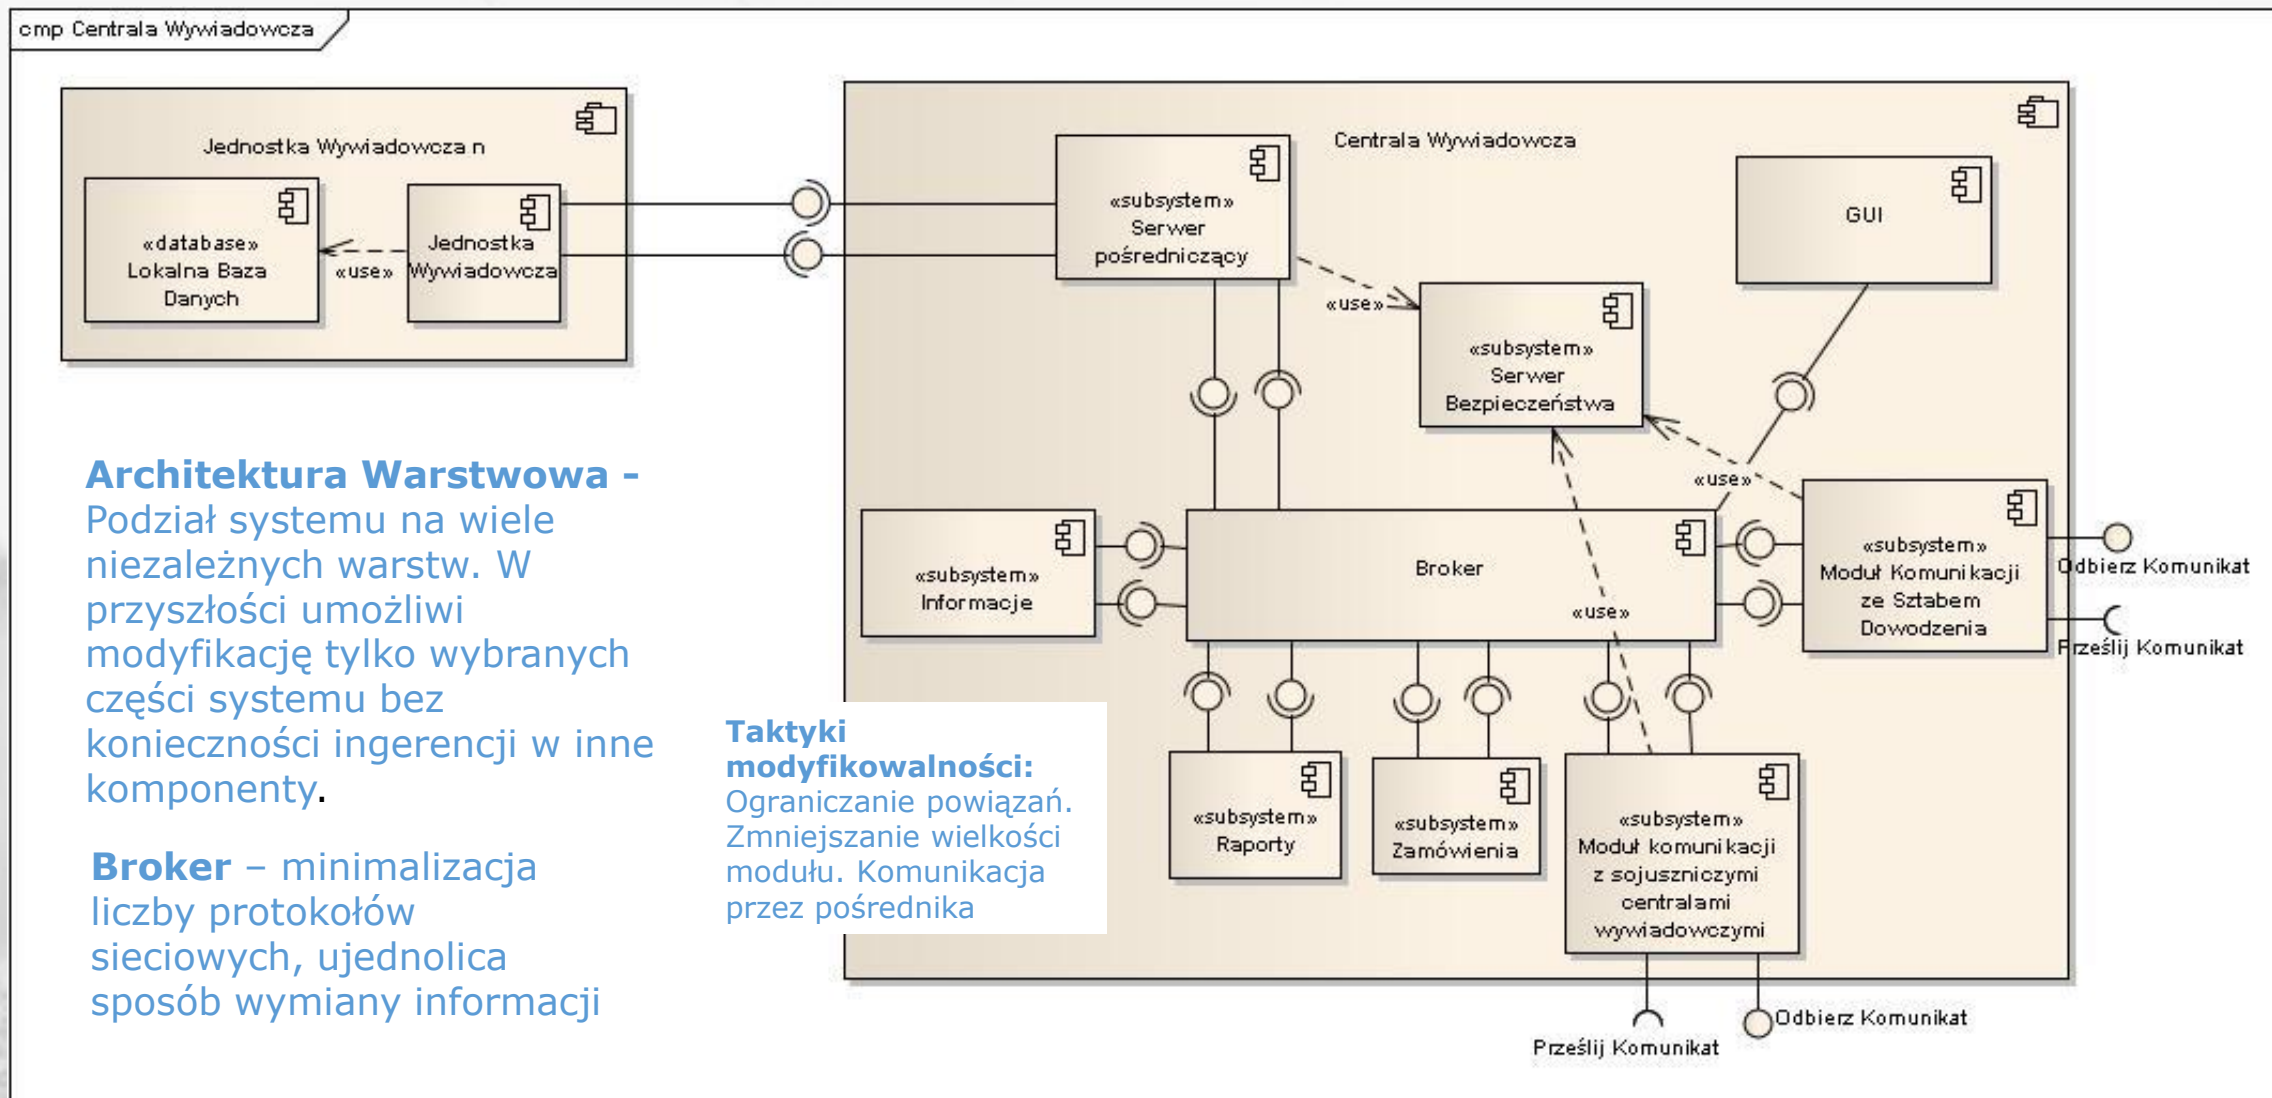 cmp Centrala Wywiadowcza
Jednostka Wywiadowcza n
«database»
Lokalna Baza
Danych
«use»
Jednostka
Wywiadowcza
Centrala Wywiadowcza
«subsystem»
Serwer
pośredniczący
«use»
GUI
«subsystem»
Serwer
Bezpieczeństwa
«use»
«subsystem»
Informacje
Broker
«use»
«subsystem»
Moduł Komunikacji
ze Sztabem
Dowodzenia
Odbierz Komunikat
Prześlij Komunikat
«subsystem»
Raporty
«subsystem»
Zamówienia
«subsystem»
Moduł komunikacji
z sojuszniczymi
centralami
wywiadowczymi
Prześlij Komunikat
Odbierz Komunikat
Architektura Warstwowa -
Podział systemu na wiele
niezależnych warstw. W
przyszłości umożliwi
modyfikację tylko wybranych
części systemu bez
konieczności ingerencji w inne
komponenty.
Broker – minimalizacja
liczby protokołów
sieciowych, ujednolica
sposób wymiany informacji
Taktyki
modyfikowalności:
Ograniczanie powiązań.
Zmniejszanie wielkości
modułu. Komunikacja
przez pośrednika